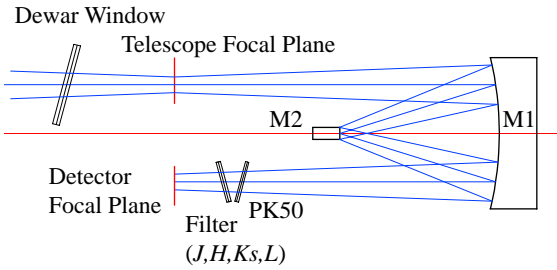 Dewar Window
Telescope Focal Plane
M2
M1
Detector
Focal Plane
PK50
Filter
(J,H,Ks,L)